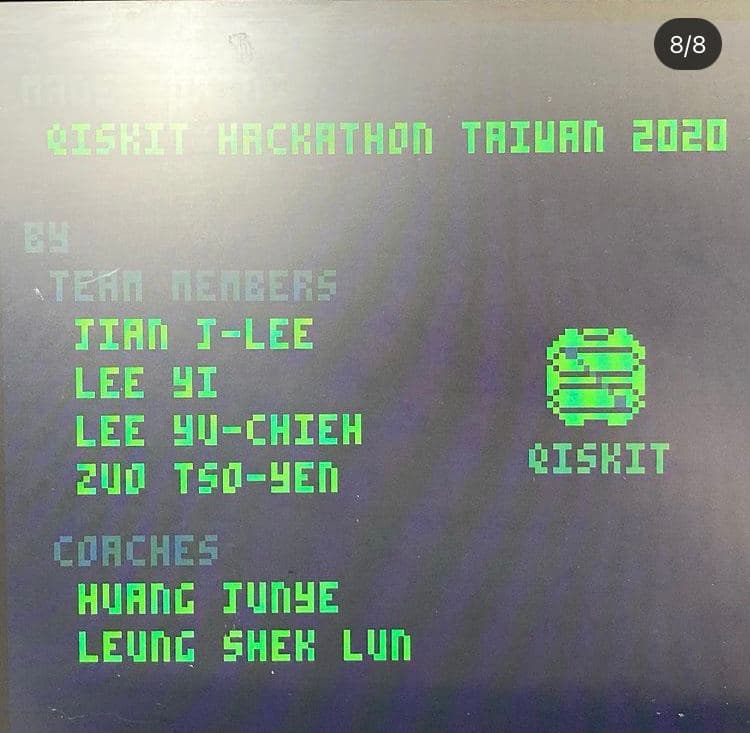 8/8
QISKIT HACKATHON TAIWAN 2020
BY
TEAM MEMBERS
JIAN J-LEE
LEE YI
LEE YU-CHIEH
ZUO TSO-YEN
QISKIT
COACHES
HUANG JUNYE
LEUNG SHEK LUN